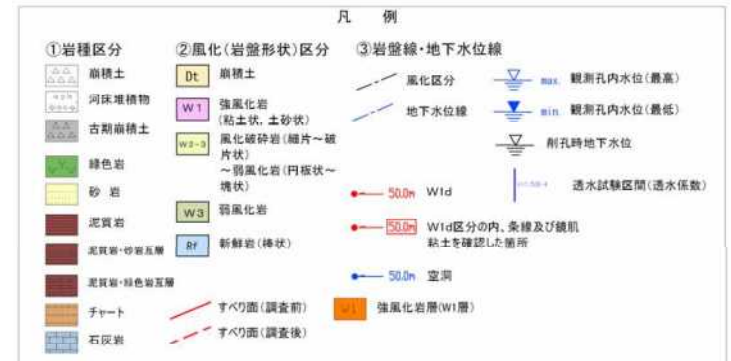 凡 例
①岩種区分
崩積土
河床堆積物
古期崩積土
緑色岩
砂 岩
泥質岩
泥質岩・砂岩互層
泥質岩・緑色岩互層
チャート
石灰岩
②風化(岩盤形状)区分
Dt 崩積土
W1 強風化岩
(粘土状,土砂状)
W2-3 風化破砕岩(細片～破
片状)
～弱風化岩(円板状～
塊状)
W3 弱風化岩
Rf 新鮮岩(棒状)
すべり面(調査前)
すべり面(調査後)
③岩盤線・地下水位線
風化区分
地下水位線
max. 観測孔内水位(最高)
min. 観測孔内水位(最低)
削孔時地下水位
透水試験区間(透水係数)
50.0m W1d
50.0m W1d区分の内、条線及び鏡肌
粘土を確認した箇所
50.0m 空洞
W1 強風化岩層(W1層)